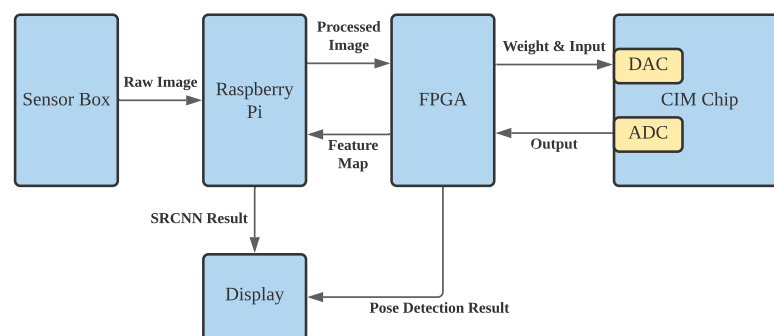 Sensor Box
Raw Image
Raspberry
Pi
Processed
Image
Feature
Map
FPGA
Weight & Input
Output
DAC
CIM Chip
ADC
SRCNN Result
Display
Pose Detection Result